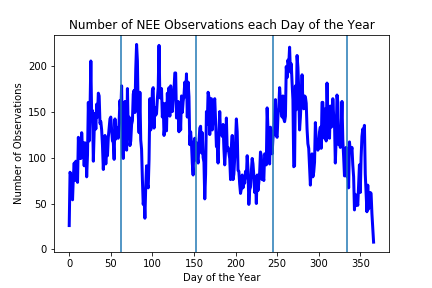 Number of NEE Observations each Day of the Year
Number of Observations
200
150
100
50
0
0 50 100 150 200 250 300 350
Day of the Year